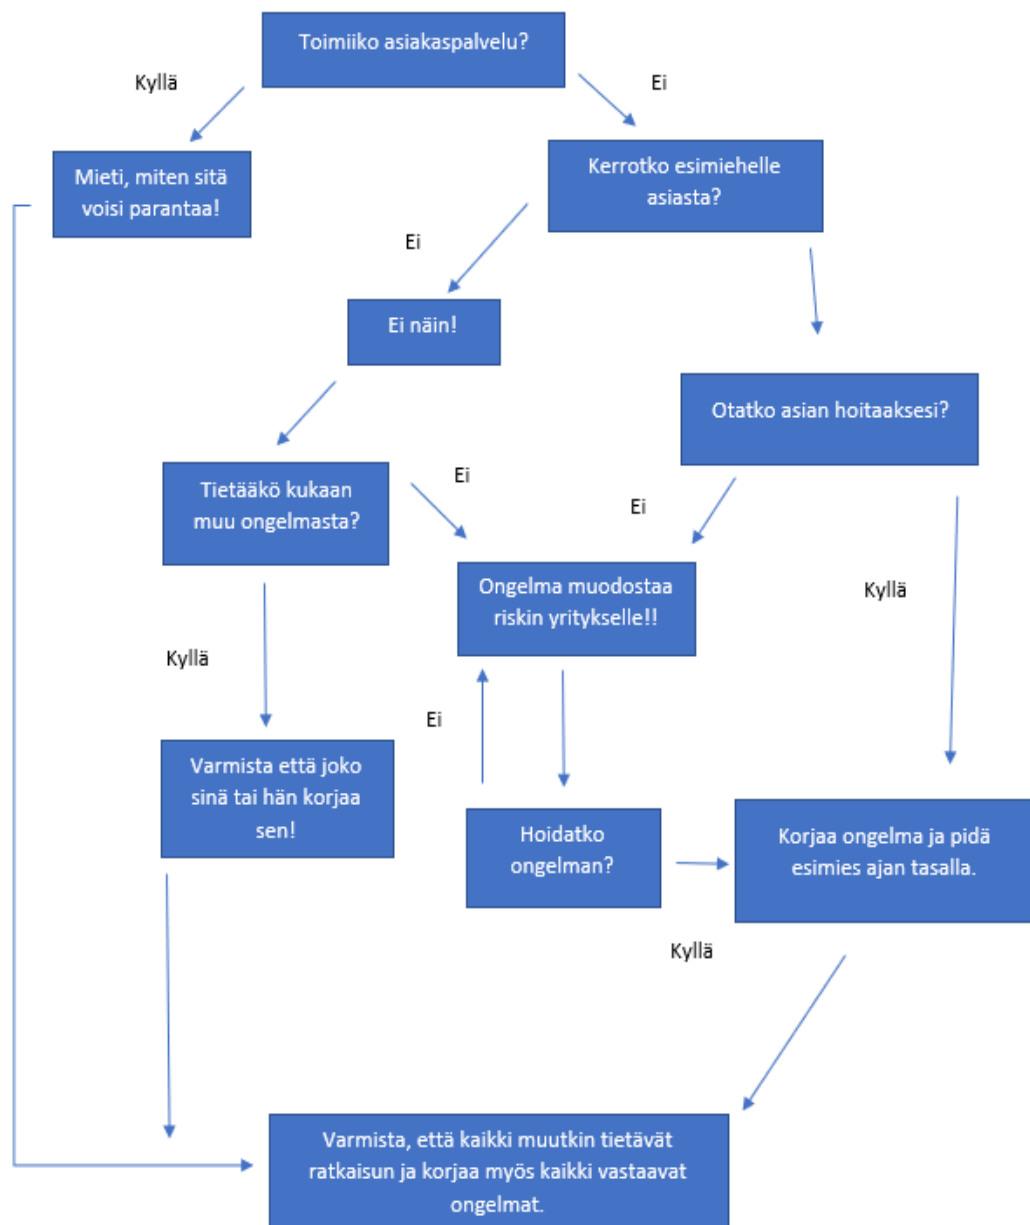 Toimiiko asiakaspalvelu?
Kyllä
Ei
Mieti, miten sitä
voisi parantaa!
Kerrotko esimiehelle
asiasta?
Ei
Ei näin!
Otatko asian hoitaaksesi?
Tietääkö kukaan
muu ongelmasta?
Ei
Ei
Ongelma muodostaa
riskin yritykselle!!
Kyllä
Kyllä
Ei
Varmista että joko
sinä tai hän korjaa
sen!
Hoidatko
ongelman?
Korjaa ongelma ja pidä
esimies ajan tasalla.
Kyllä
Varmista, että kaikki muutkin tietävät
ratkaisun ja korjaa myös kaikki vastaavat
ongelmat.